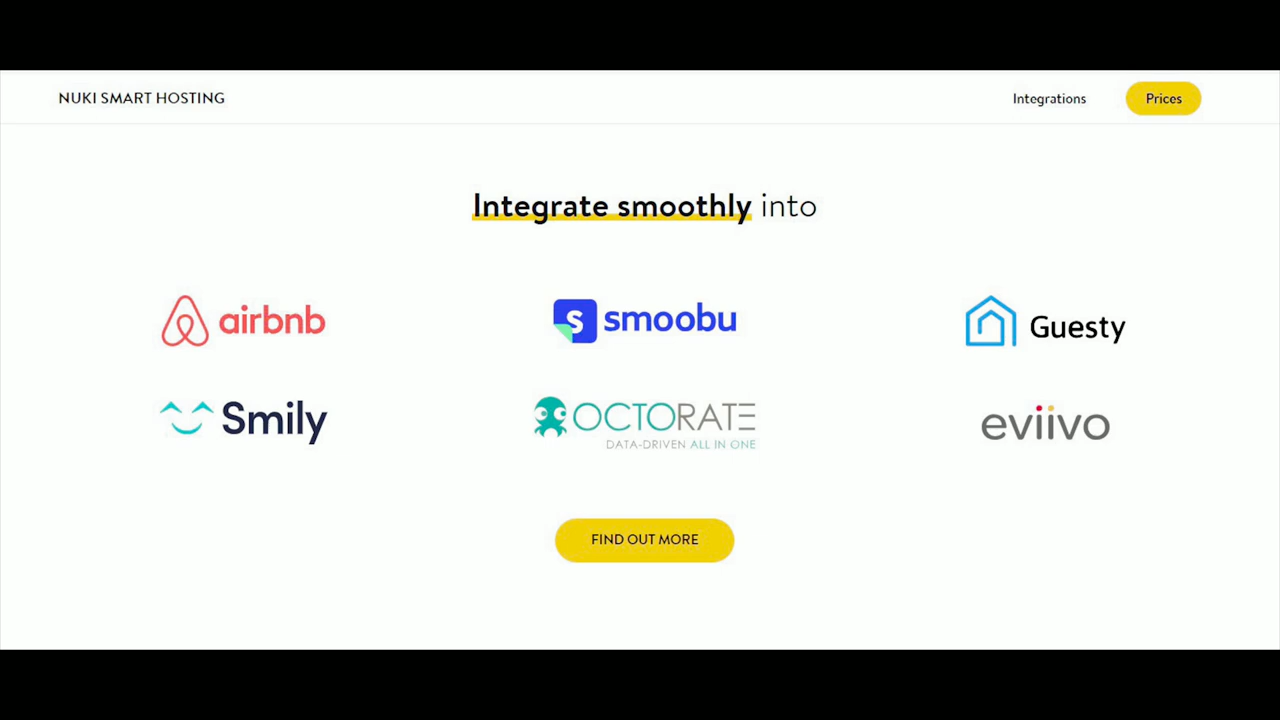 NUKI SMART HOSTING
Integrations
Prices
Integrate smoothly into
airbnb
smoobu
Guesty
Smily
OCTORATE
DATA-DRIVEN ALL IN ONE
eviivo
FIND OUT MORE